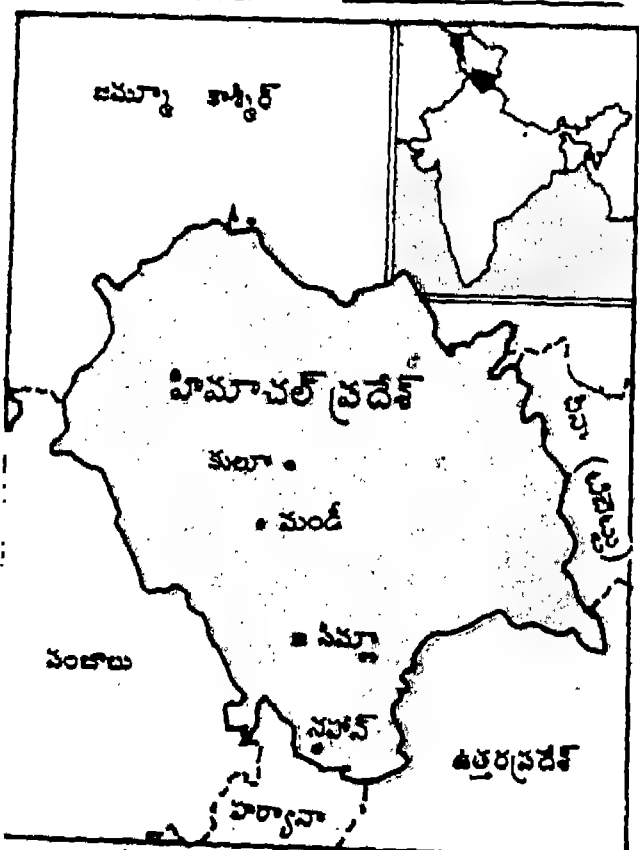 జమ్మూ కాశ్మీర్
హిమాచల్ ప్రదేశ్
కులూ
మండీ
సిమ్లా
పంజాబు
నహాన్
ఉత్తరప్రదేశ్
హర్యానా